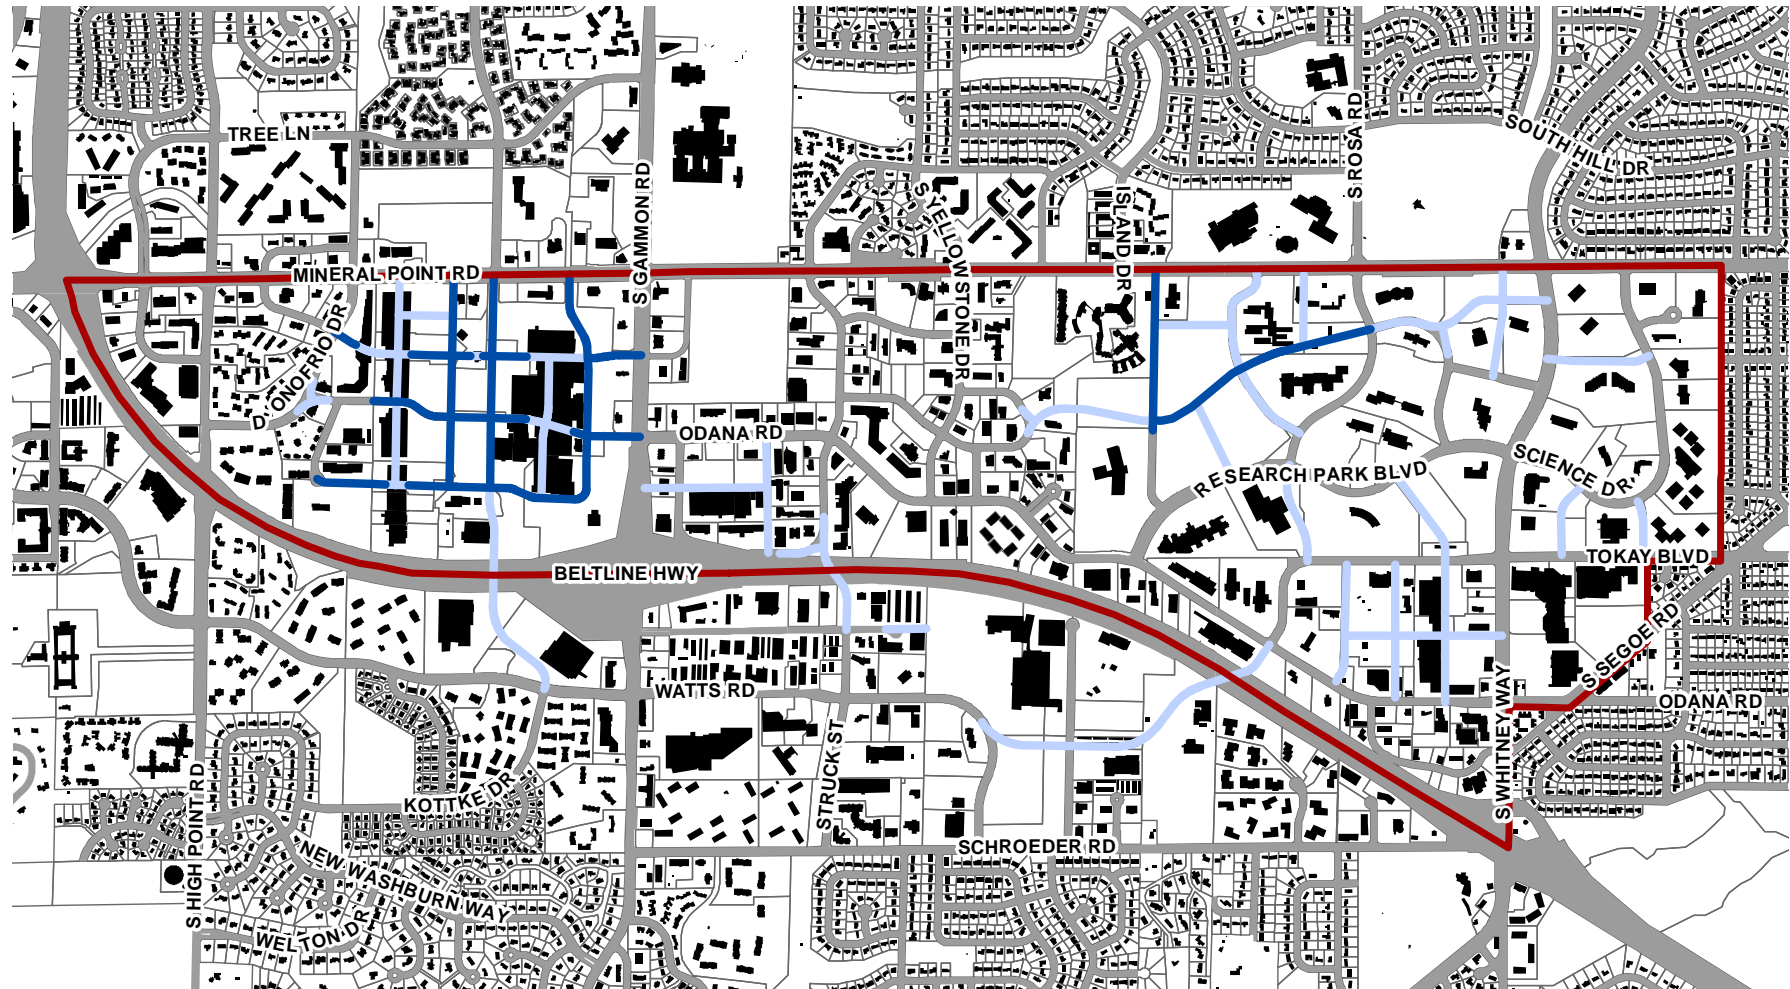 TREE LN
SOUTH HILL DR
S ROSA RD
S GAMMON RD
ISLAND DR
S YELLOWSTONE DR
MINERAL POINT RD
D'ONOFRIO DR
ODANA RD
RESEARCH PARK BLVD
SCIENCE DR
TOKAY BLVD
BELTLINE HWY
S SEGOE RD
WATTS RD
ODANA RD
S WHITNEY WAY
STRUCK ST
KOTTKE DR
S HIGH POINT RD
SCHROEDER RD
NEW WASHBURN WAY
WELTON DR